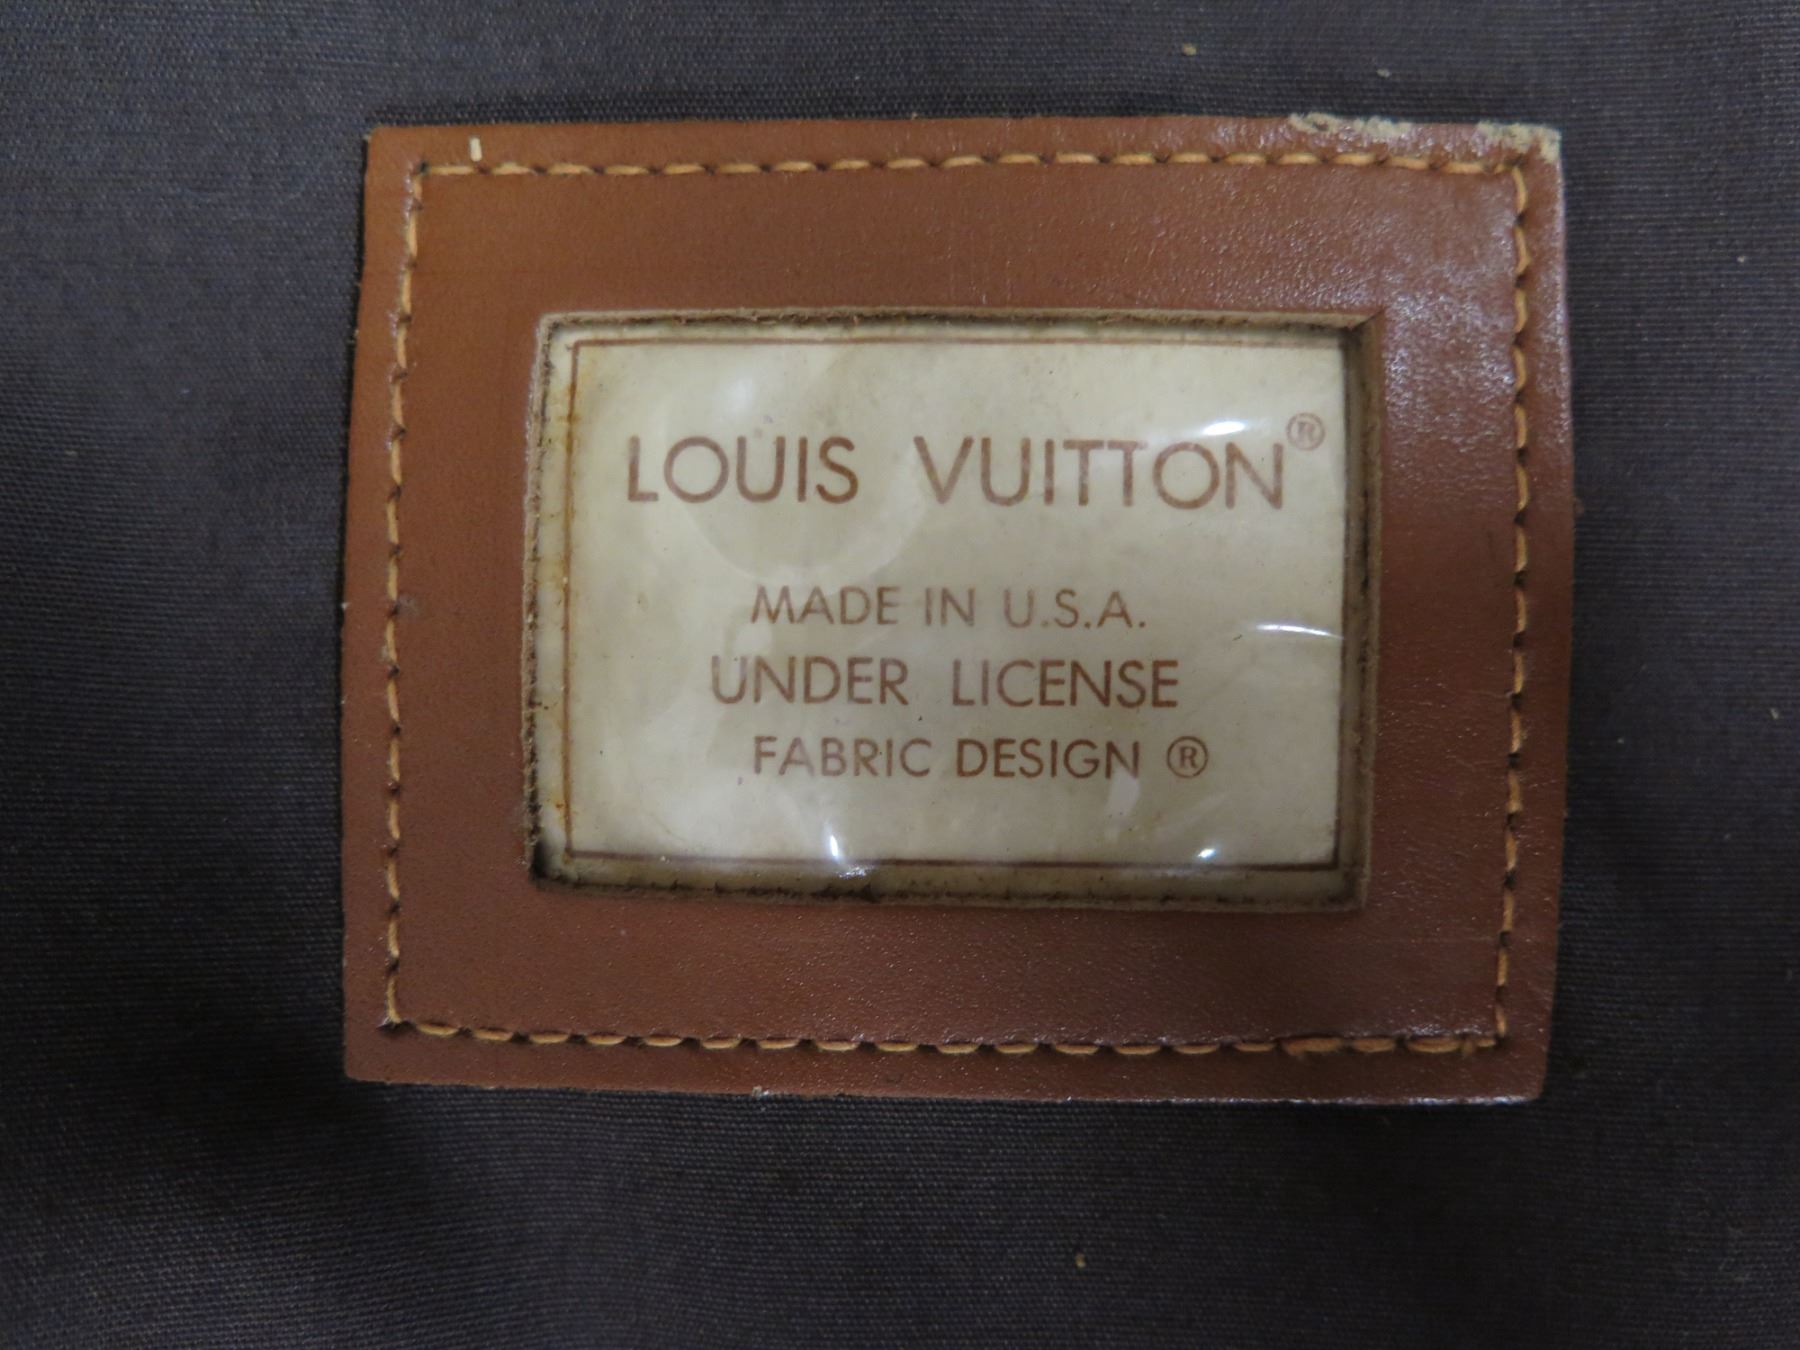 LOUIS VUITTON®
MADE IN U.S.A.
UNDER LICENSE
FABRIC DESIGN ®